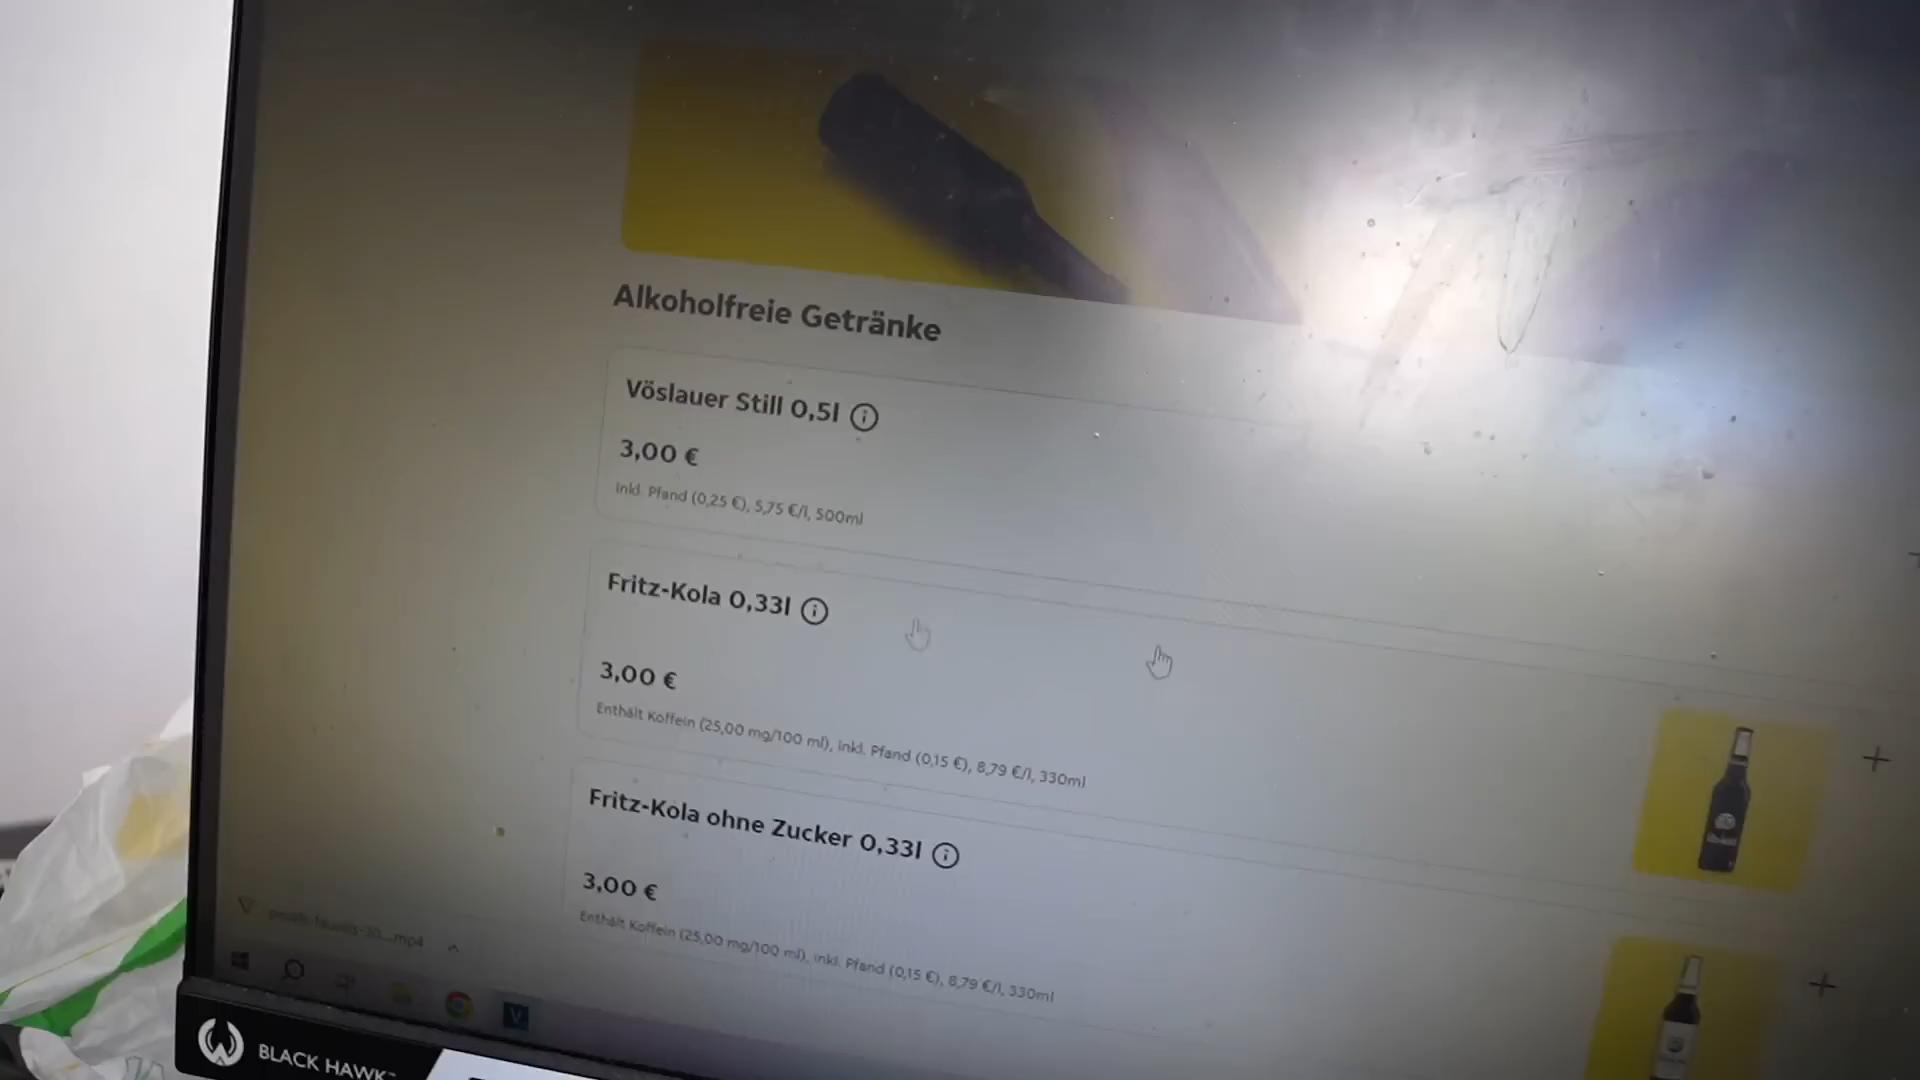 Alkoholfreie Getränke
Vöslauer Still 0,5l
3,00 €
inkl. Pfand (0,25 €), 5,75 €/l, 500ml
Fritz-Kola 0,33l
3,00 €
Enthält Koffein (25,00 mg/100 ml), inkl. Pfand (0,15 €), 8,79 €/l, 330ml
Fritz-Kola ohne Zucker 0,33l
3,00 €
Enthält Koffein (25,00 mg/100 ml), inkl. Pfand (0,15 €), 8,79 €/l, 330ml
BLACK HAWK